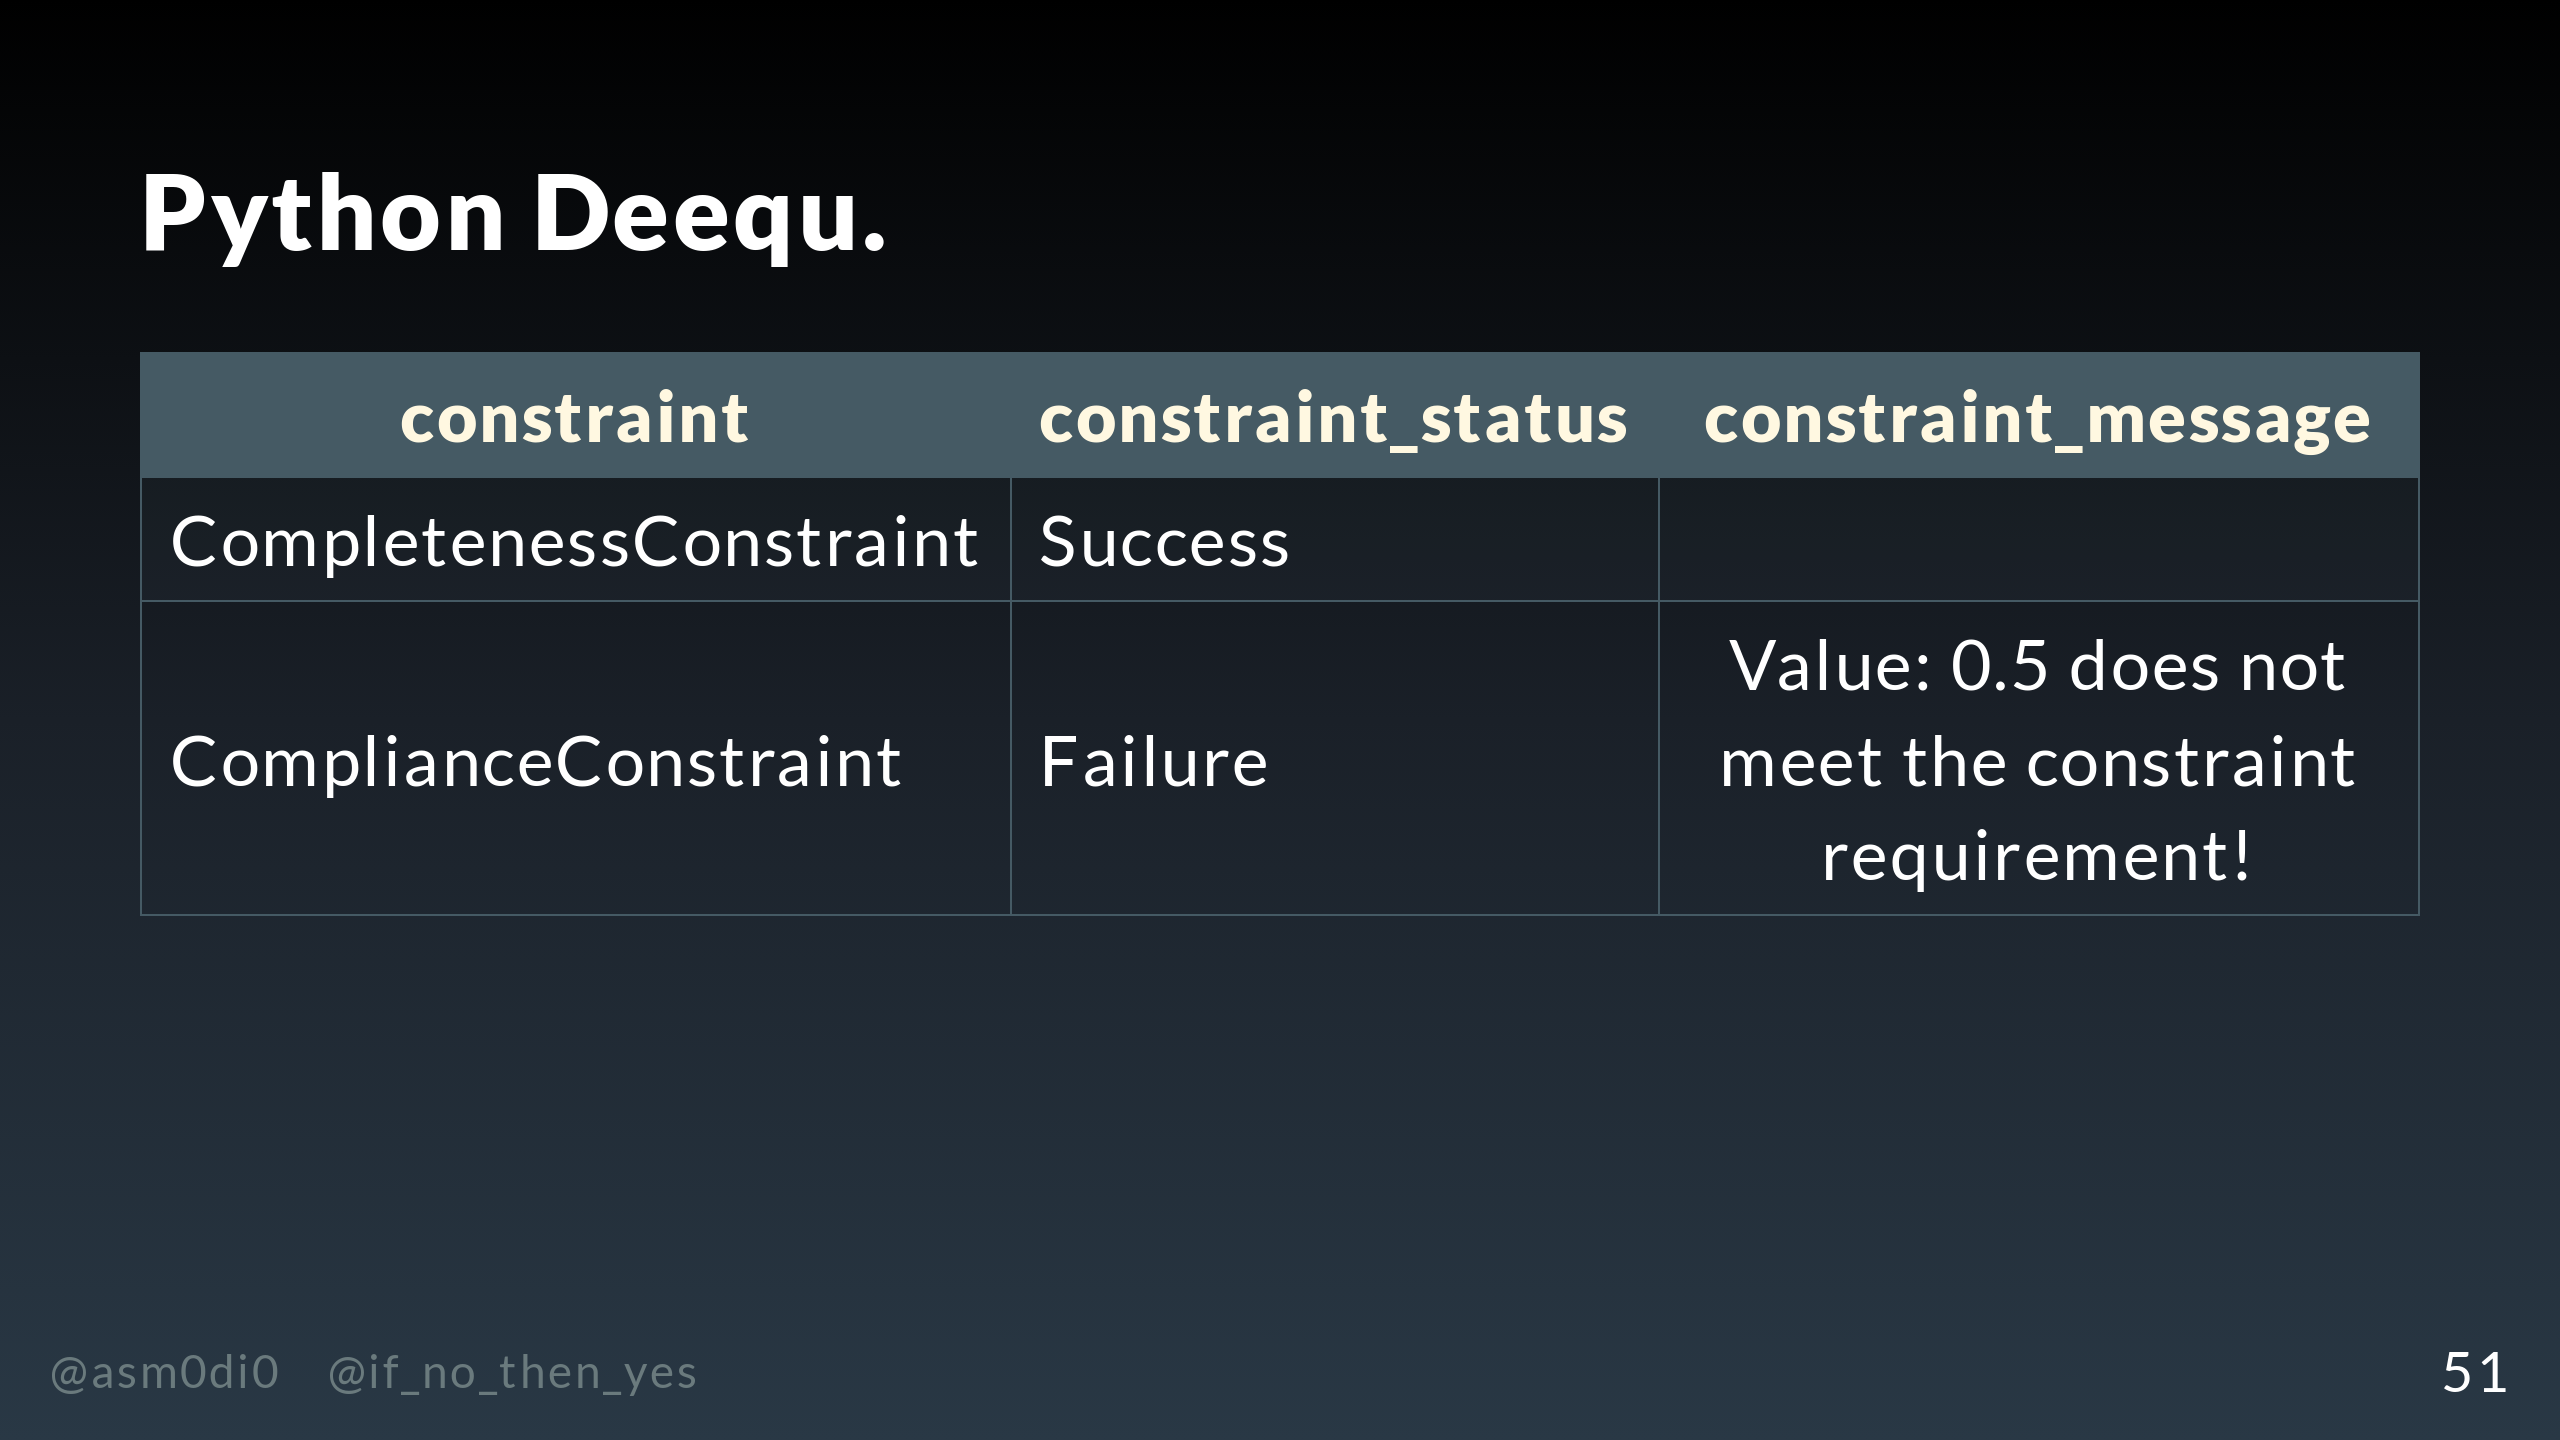 Python Deequ.
constraint constraint_status constraint_message
CompletenessConstraint Success
ComplianceConstraint Failure Value: 0.5 does not
meet the constraint
requirement!
@asm0di0 @if_no_then_yes 51